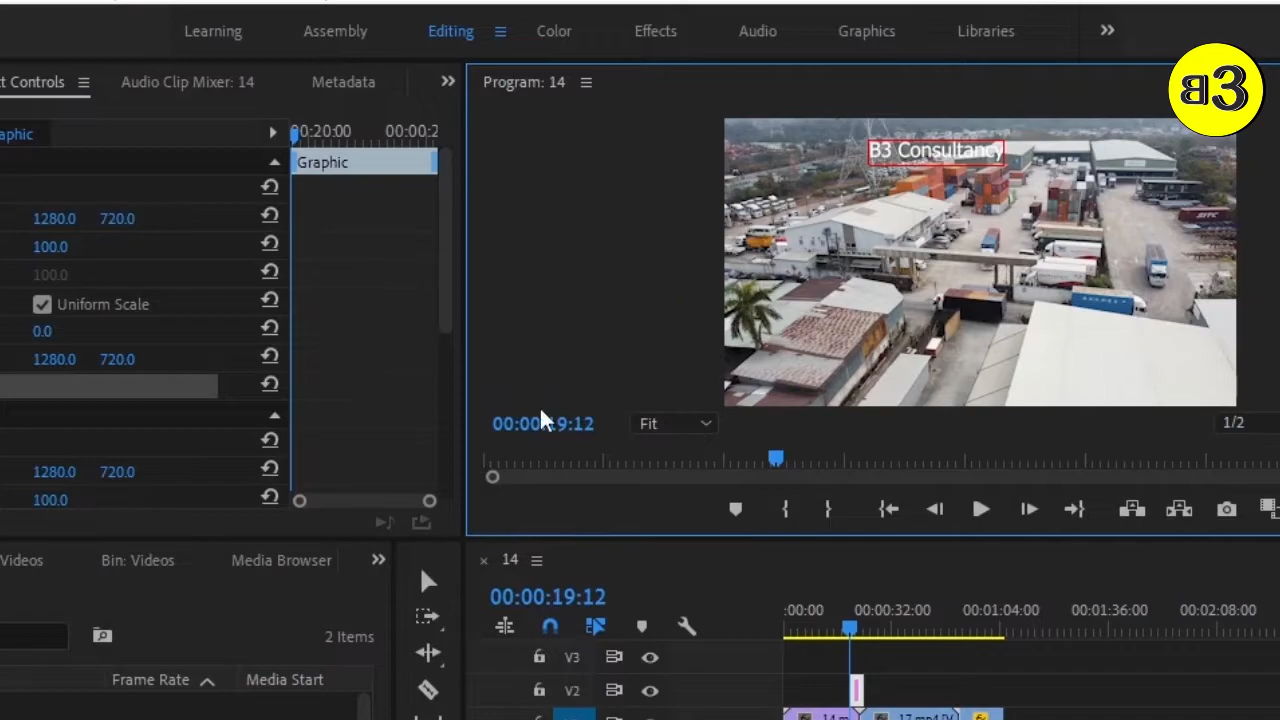 Learning Assembly Editing Color Effects Audio Graphics Libraries
B3
t Controls Audio Clip Mixer: 14 Metadata
Program: 14
aphic
00:20:00 00:00:2
Graphic
B3 Consultancy
1280.0 720.0
100.0
100.0
Uniform Scale
0.0
1280.0 720.0
1280.0 720.0
100.0
00:00:19:12
Fit
1/2
Videos Bin: Videos Media Browser
2 Items
Frame Rate Media Start
14
00:00:19:12
:00:00 00:00:32:00 00:01:04:00 00:01:36:00 00:02:08:00
V3
V2